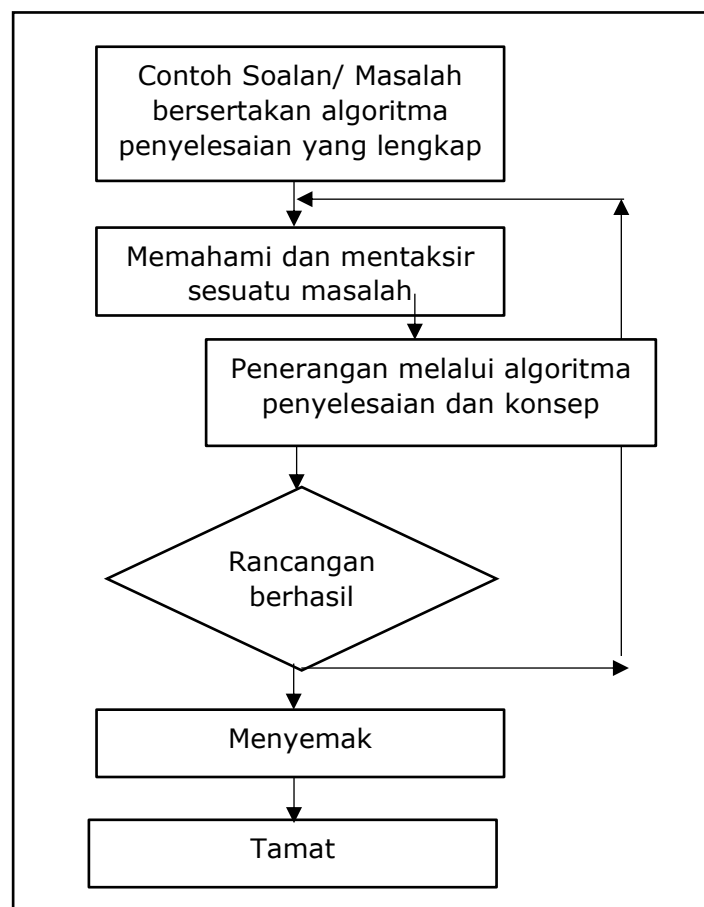 Contoh Soalan/ Masalah
bersertakan algoritma
penyelesaian yang lengkap
Memahami dan mentaksir
sesuatu masalah
Penerangan melalui algoritma
penyelesaian dan konsep
Rancangan
berhasil
Menyemak
Tamat